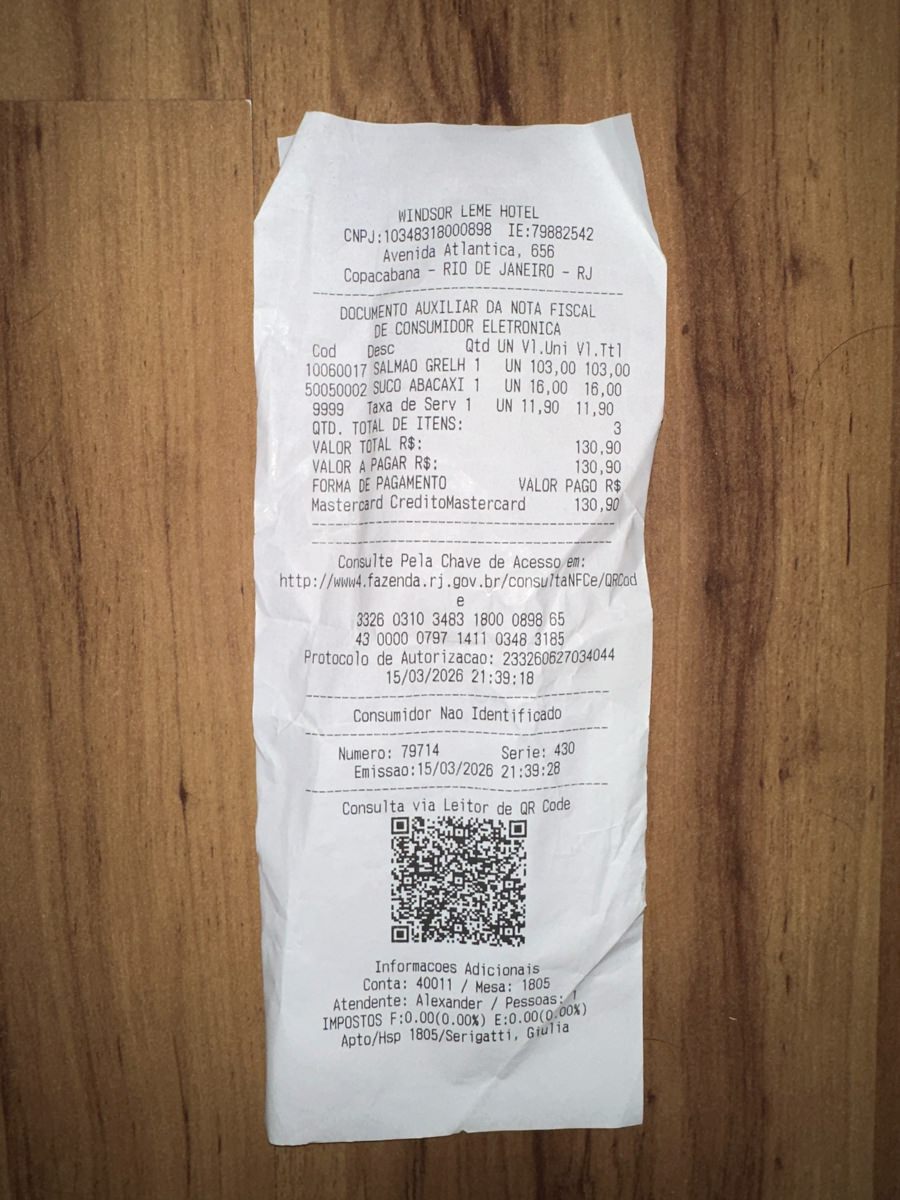 WINDSOR LEME HOTEL
CNPJ:10348318000898 IE:79882542
Avenida Atlantica, 656
Copacabana - RIO DE JANEIRO - RJ
DOCUMENTO AUXILIAR DA NOTA FISCAL
DE CONSUMIDOR ELETRONICA
Cod Desc Qtd UN Vl.Uni Vl.Ttl
10060017 SALMAO GRELH 1 UN 103,00 103,00
50050002 SUCO ABACAXI 1 UN 16,00 16,00
9999 Taxa de Serv 1 UN 11,90 11,90
QTD. TOTAL DE ITENS: 3
VALOR TOTAL R$: 130,90
VALOR A PAGAR R$: 130,90
FORMA DE PAGAMENTO VALOR PAGO R$
Mastercard CreditoMastercard 130,90
Consulte Pela Chave de Acesso em:
http://www4.fazenda.rj.gov.br/consultaNFCe/QRCod
e
3326 0310 3483 1800 0898 65
43 0000 0797 1411 0348 3185
Protocolo de Autorizacao: 233260627034044
15/03/2026 21:39:18
Consumidor Nao Identificado
Numero: 79714 Serie: 430
Emissao:15/03/2026 21:39:28
Consulta via Leitor de QR Code
Informacoes Adicionais
Conta: 40011 / Mesa: 1805
Atendente: Alexander / Pessoas: 1
IMPOSTOS F:0.00(0.00%) E:0.00(0.00%)
Apto/Hsp 1805/Serigatti, Giulia